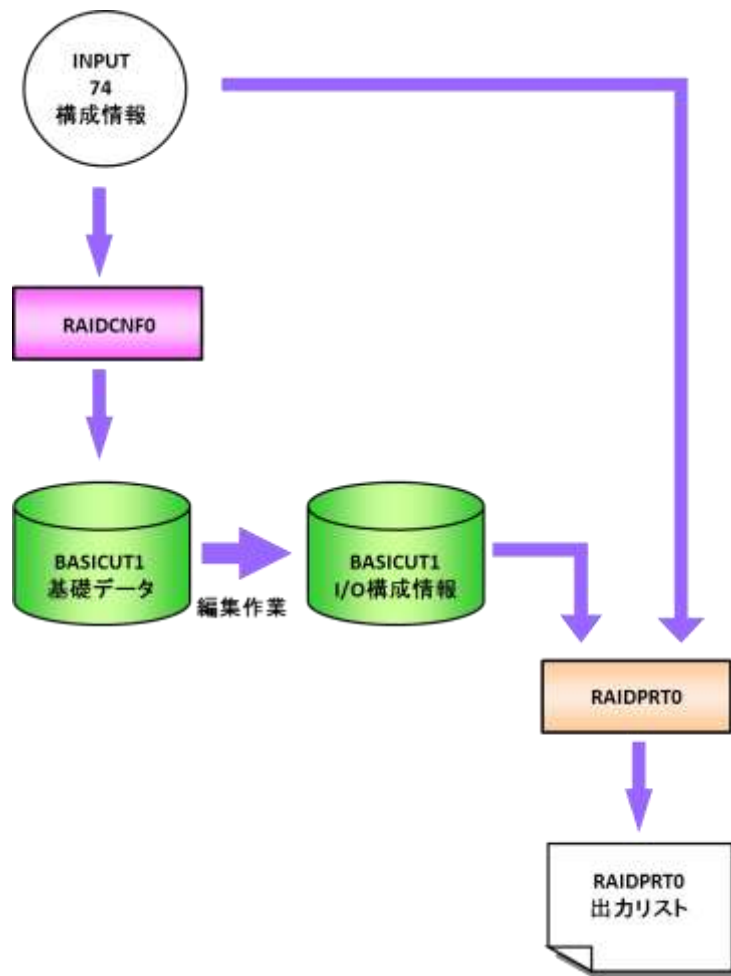 INPUT
74
構成情報
RAIDCNF0
BASICUT1
基礎データ
編集作業
BASICUT1
I/O構成情報
RAIDPRT0
RAIDPRT0
出力リスト